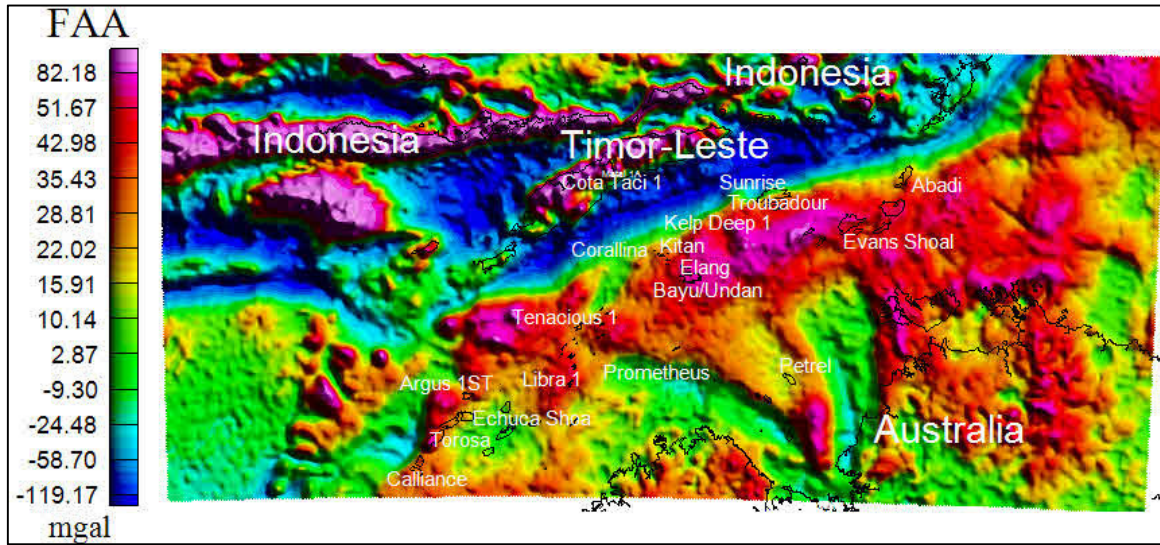 FAA
82.18
51.67
42.98
35.43
28.81
22.02
16.01
10.14
2.87
-9.30
-24.48
-58.70
-119.17
mgal
Indonesia
Indonesia
Timor-Leste
Cota Taci 1
Sunrise
Abadi
Troubadour
Kelp Deep 1
Evans Shoal
Corallina
Kitan
Elang
Bayu/Undan
Tenacious 1
Petrel
Prometheus
Argus 1ST
Libra 1
Echuca Shoa
Australia
Torosa
Calliance